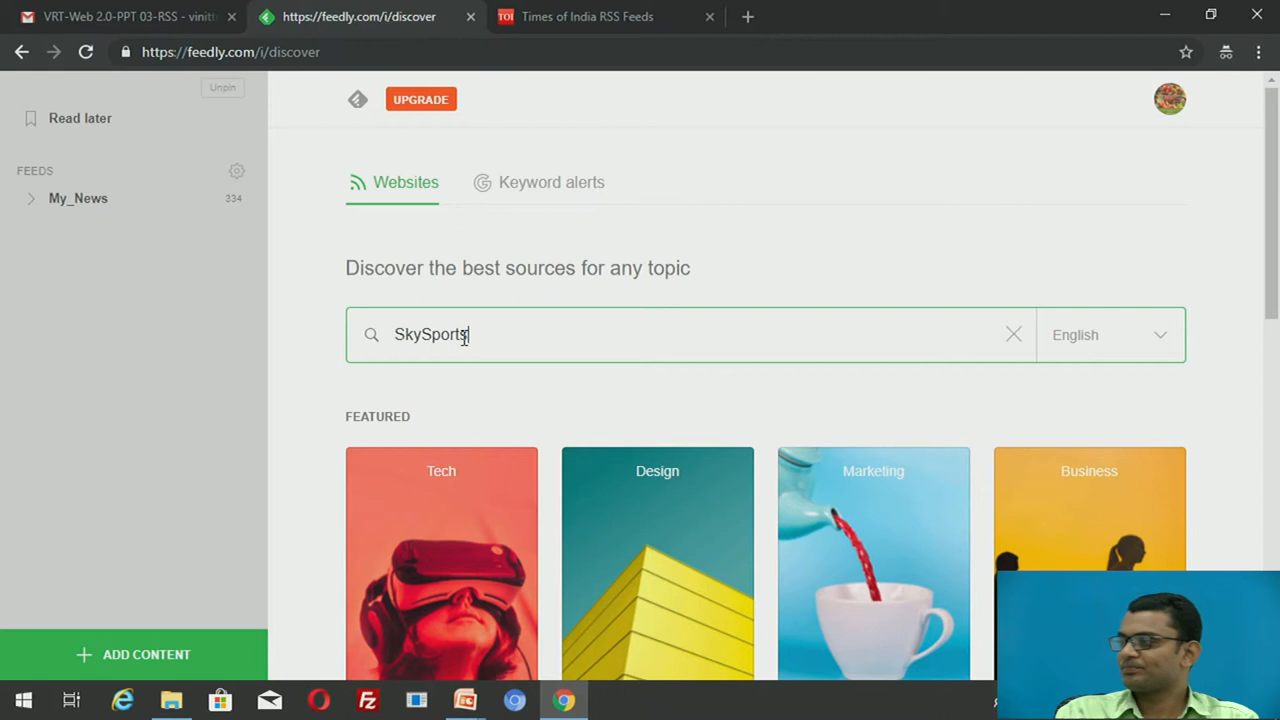 VRT-Web 2.0-PPT 03-RSS - vinitt
https://feedly.com/i/discover
TOI Times of India RSS Feeds
https://feedly.com/i/discover
Unpin
UPGRADE
Read later
FEEDS
Websites
Keyword alerts
My_News 334
Discover the best sources for any topic
SkySports
English
FEATURED
Tech
Design
Marketing
Business
ADD CONTENT